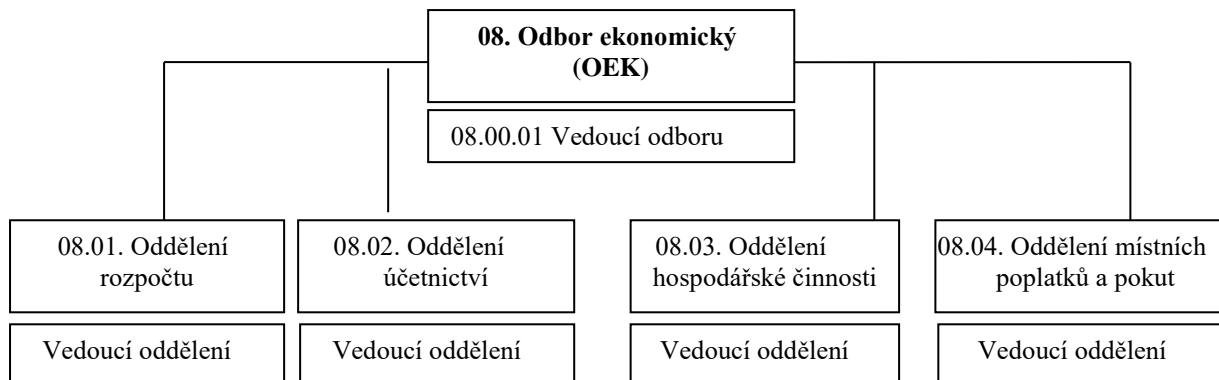 08. Odbor ekonomický
(OEK)
08.00.01 Vedoucí odboru
08.01. Oddělení
rozpočtu
08.02. Oddělení
účetnictví
08.03. Oddělení
hospodářské činnosti
08.04. Oddělení místních
poplatků a pokut
Vedoucí oddělení
Vedoucí oddělení
Vedoucí oddělení
Vedoucí oddělení